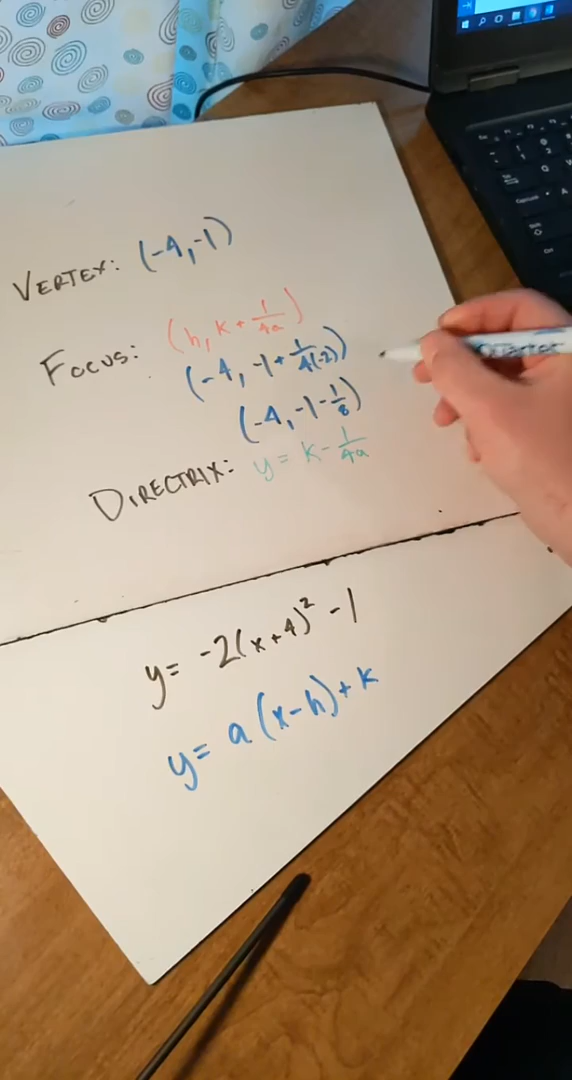 VERTEX: (-4,-1)
FOCUS: (h, k + 1/4a)
(-4, -1 + 1/4(-2))
(-4, -1 - 1/8)
DIRECTRIX: y = k - 1/4a
y = -2(x+4)² - 1
y = a(x-h) + k
Quartet